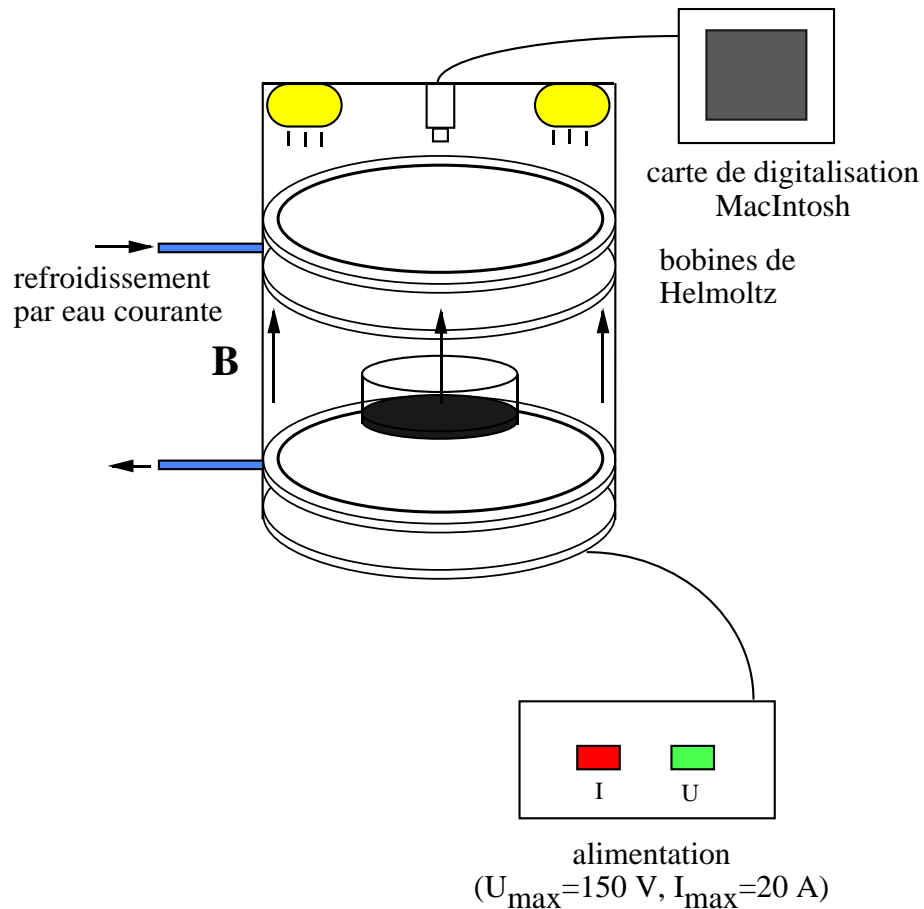 carte de digitalisation
MacIntosh
refroidissement
par eau courante
bobines de
Helmoltz
B
I
U
alimentation
(Umax=150 V, Imax=20 A)